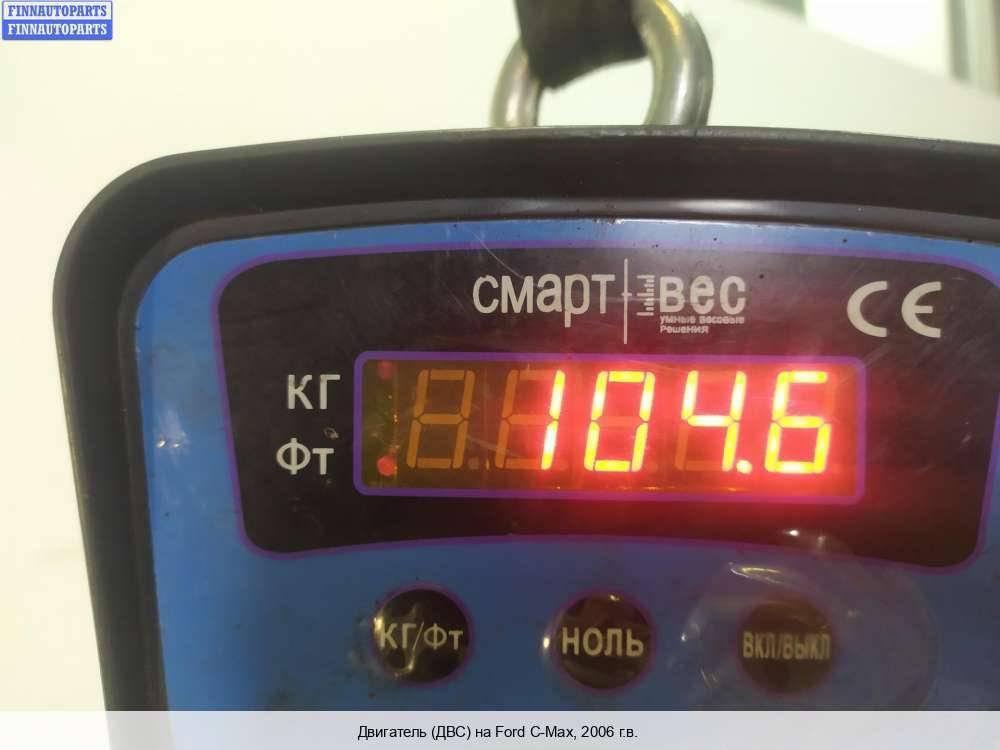 FINNAUTOPARTS
FINNAUTOPARTS
смарт вес
умные весовые
Решения
CE
КГ
Фт
104.6
КГ/Фт
НОЛЬ
ВКЛ/ВЫКЛ
Двигатель (ДВС) на Ford C-Max, 2006 г.в.